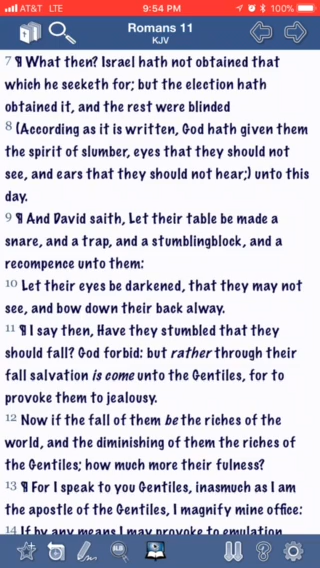 AT&T LTE 9:54 PM 100%
Romans 11
KJV
7 ¶ What then? Israel hath not obtained that
which he seeketh for; but the election hath
obtained it, and the rest were blinded
8 (According as it is written, God hath given them
the spirit of slumber, eyes that they should not
see, and ears that they should not hear;) unto this
day.
9 ¶ And David saith, Let their table be made a
snare, and a trap, and a stumblingblock, and a
recompence unto them:
10 Let their eyes be darkened, that they may not
see, and bow down their back alway.
11 ¶ I say then, Have they stumbled that they
should fall? God forbid: but rather through their
fall salvation is come unto the Gentiles, for to
provoke them to jealousy.
12 Now if the fall of them be the riches of the
world, and the diminishing of them the riches of
the Gentiles; how much more their fulness?
13 ¶ For I speak to you Gentiles, inasmuch as I am
the apostle of the Gentiles, I magnify mine office:
14 If by any means I may provoke to emulation